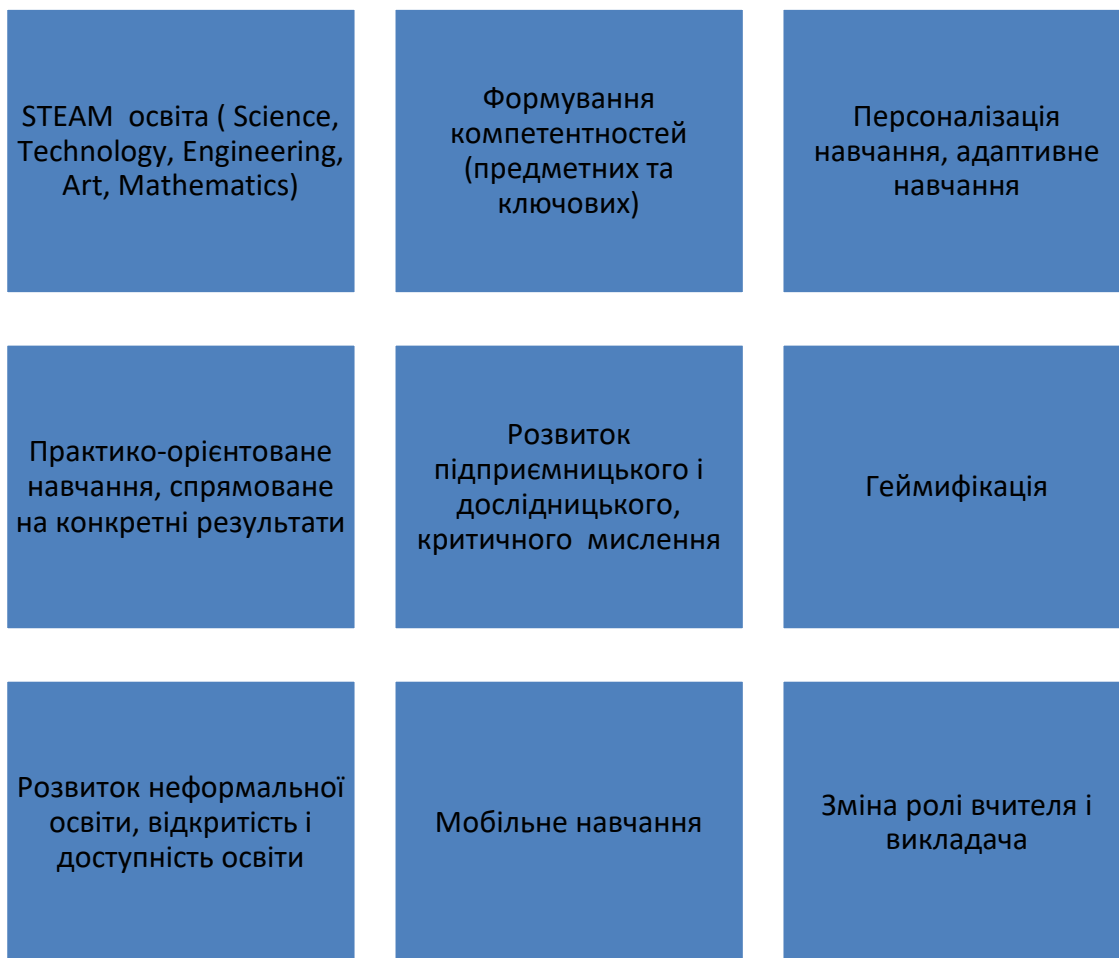 STEAM  освіта ( Science,
Technology, Engineering,
Art, Mathematics)
Формування
компетентностей
(предметних та
ключових)
Персоналізація
навчання, адаптивне
навчання
Практико-орієнтоване
навчання, спрямоване
на конкретні результати
Розвиток
підприємницького і
дослідницького,
критичного  мислення
Геймифікація
Розвиток неформальної
освіти, відкритість і
доступність освіти
Мобільне навчання
Зміна ролі вчителя і
викладача